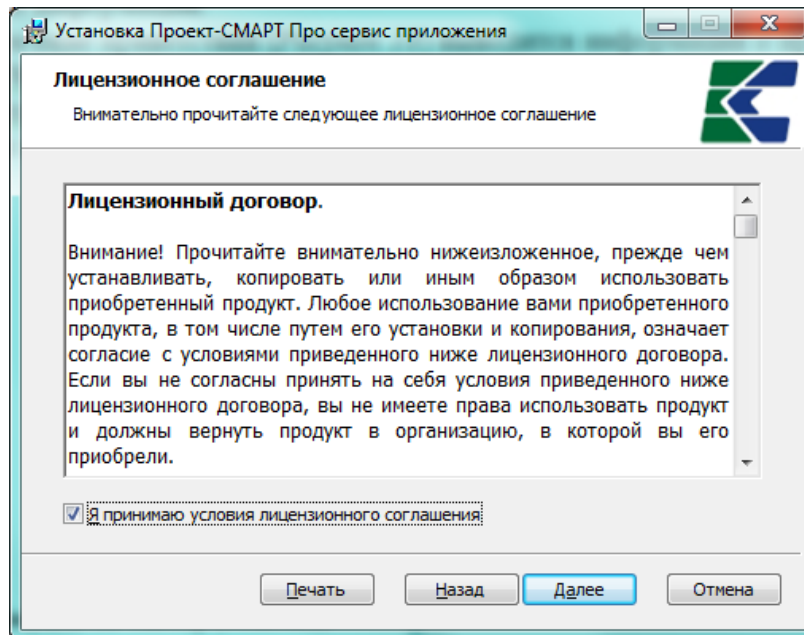 Установка Проект-СМАРТ Про сервис приложения
Лицензионное соглашение
Внимательно прочитайте следующее лицензионное соглашение
Лицензионный договор.
Внимание! Прочитайте внимательно нижеизложенное, прежде чем
устанавливать, копировать или иным образом использовать
приобретенный продукт. Любое использование вами приобретенного
продукта, в том числе путем его установки и копирования, означает
согласие с условиями приведенного ниже лицензионного договора.
Если вы не согласны принять на себя условия приведенного ниже
лицензионного договора, вы не имеете права использовать продукт
и должны вернуть продукт в организацию, в которой вы его
приобрели.
Я принимаю условия лицензионного соглашения
Печать Назад Далее Отмена